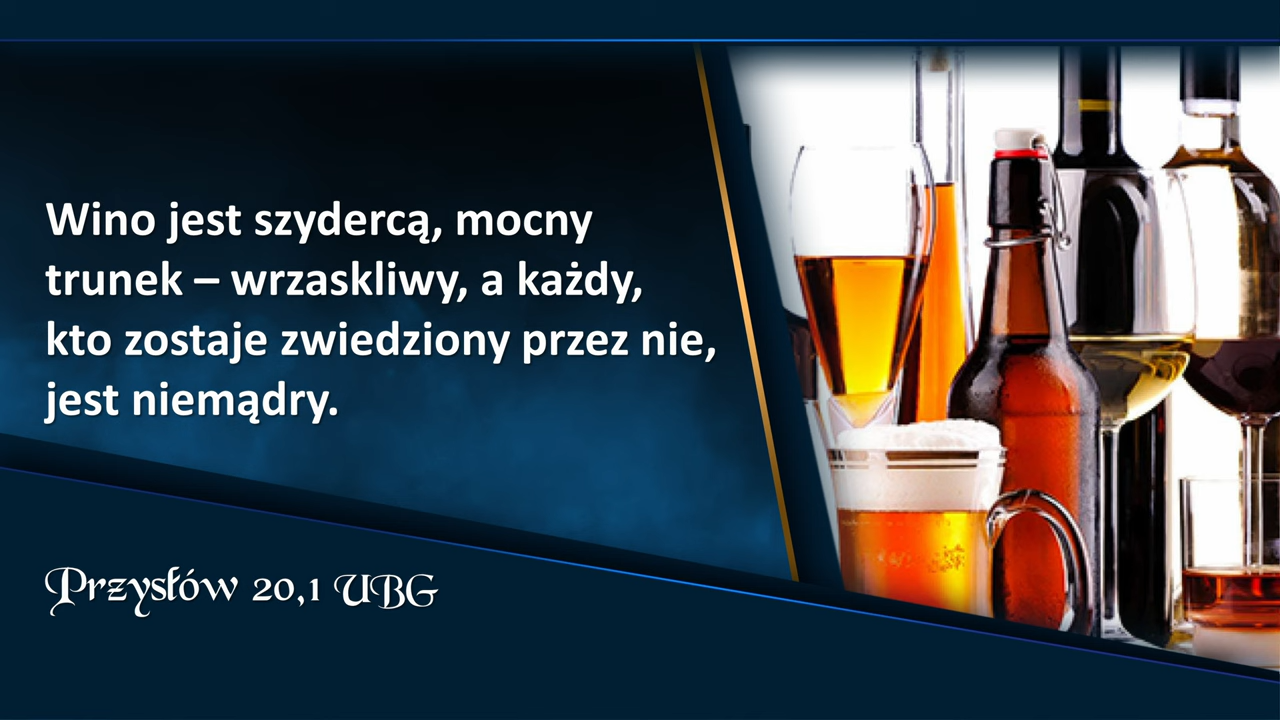 Wino jest szydercą, mocny
trunek – wrzaskliwy, a każdy,
kto zostaje zwiedziony przez nie,
jest niemądry.
Przysłów 20,1 UBG